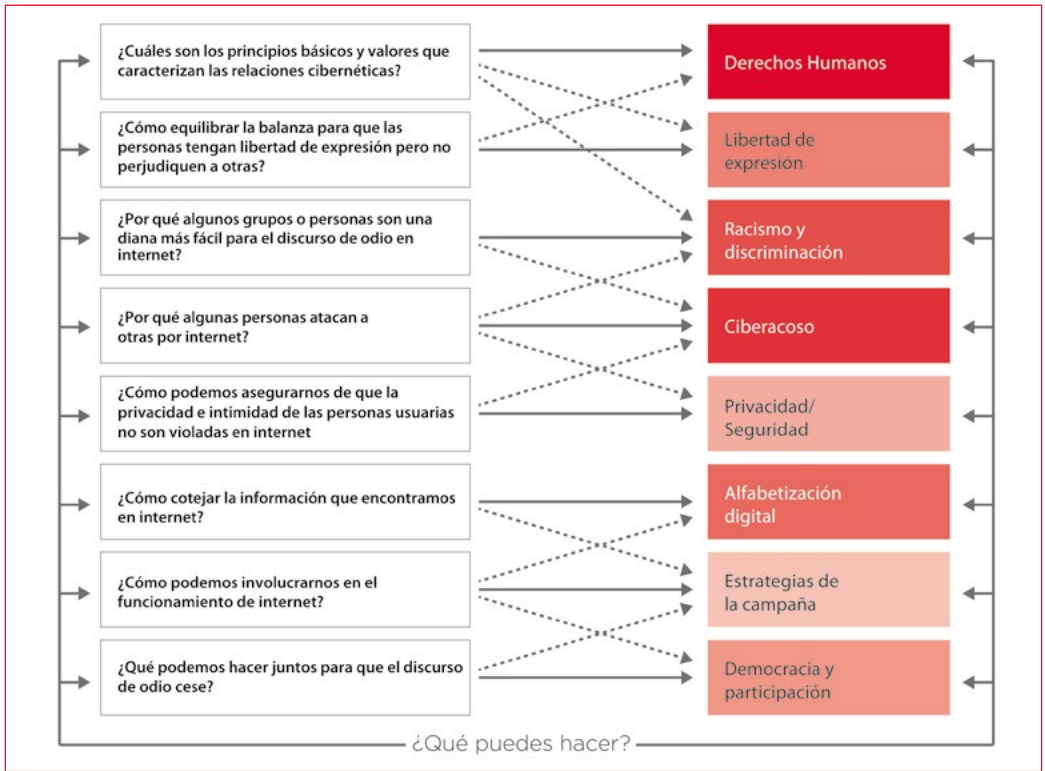 ¿Cuáles son los principios básicos y valores que
caracterizan las relaciones cibernéticas?
Derechos Humanos
¿Cómo equilibrar la balanza para que las
personas tengan libertad de expresión pero no
perjudiquen a otras?
Libertad de
expresión
¿Por qué algunos grupos o personas son una
diana más fácil para el discurso de odio en
internet?
Racismo y
discriminación
¿Por qué algunas personas atacan a
otras por internet?
Ciberacoso
¿Cómo podemos asegurarnos de que la
privacidad e intimidad de las personas usuarias
no son violadas en internet
Privacidad/
Seguridad
¿Cómo cotejar la información que encontramos
en internet?
Alfabetización
digital
¿Cómo podemos involucrarnos en el
funcionamiento de internet?
Estrategias de
la campaña
¿Qué podemos hacer juntos para que el discurso
de odio cese?
Democracia y
participación
¿Qué puedes hacer?